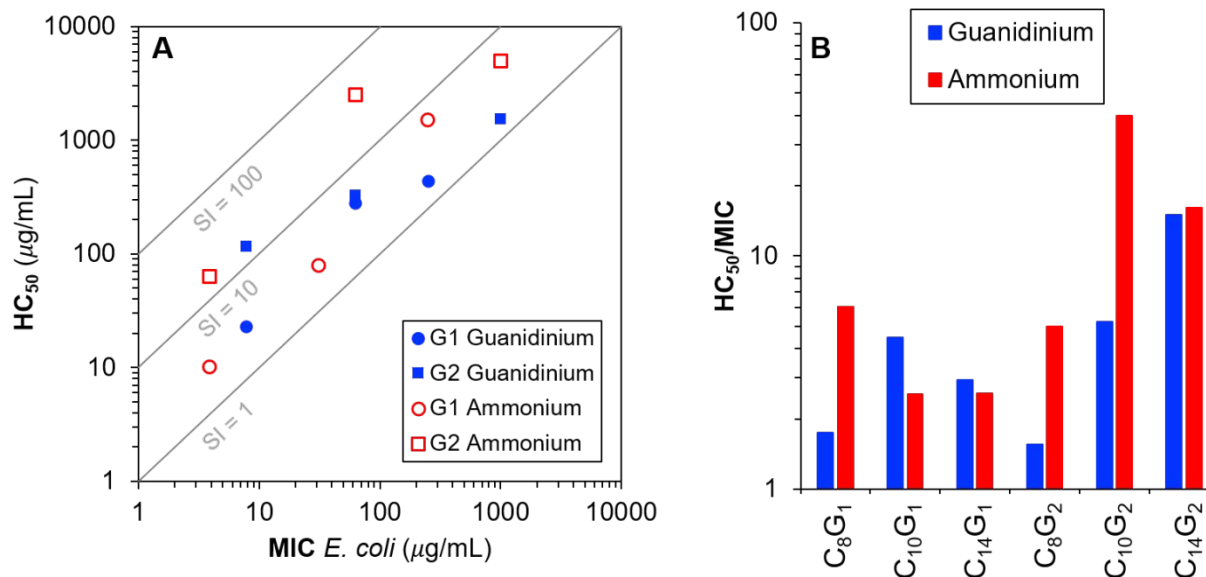 A
10000
1000
100
10
1
HC₅₀ (μg/mL)
SI = 100
SI = 10
SI = 1
G1 Guanidinium
G2 Guanidinium
G1 Ammonium
G2 Ammonium
1 10 100 1000 10000
MIC E. coli (μg/mL)
B
Guanidinium
Ammonium
100
10
1
HC₅₀/MIC
C₈G₁
C₁₀G₁
C₁₄G₁
C₈G₂
C₁₀G₂
C₁₄G₂